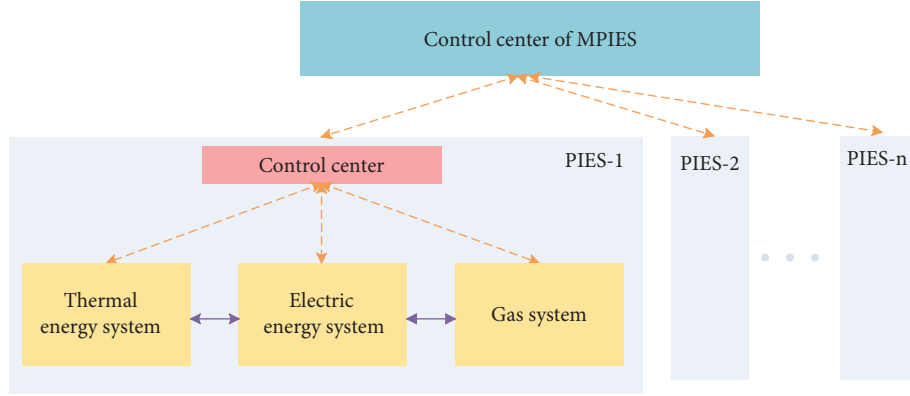 Control center of MPIES
Control center
PIES-1
PIES-2
PIES-n
Thermal
energy system
Electric
energy system
Gas system